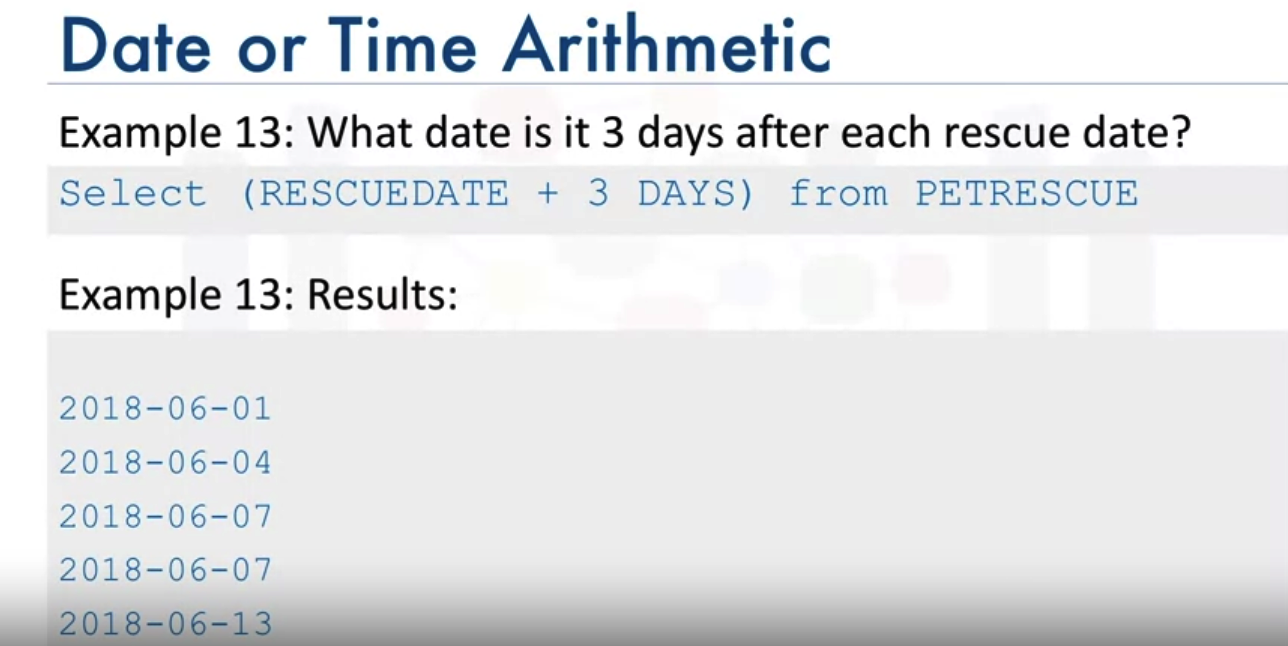 Date or Time Arithmetic
Example 13: What date is it 3 days after each rescue date?
Select (RESCUEDATE + 3 DAYS) from PETRESCUE
Example 13: Results:
2018-06-01
2018-06-04
2018-06-07
2018-06-07
2018-06-13